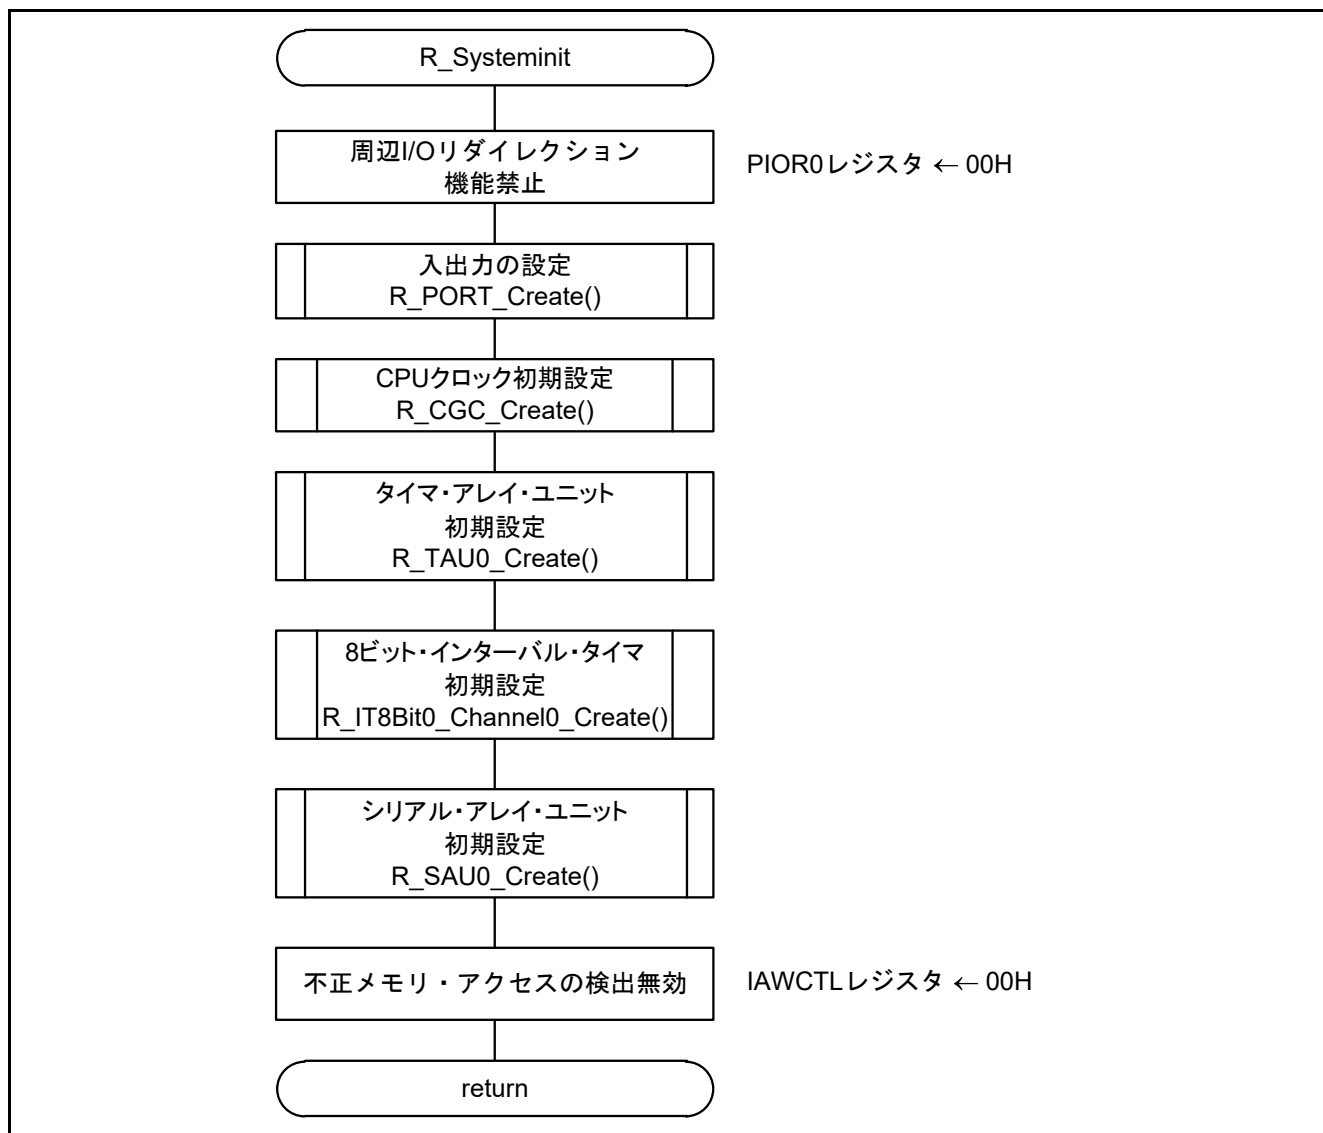 R_Systeminit
周辺I/Oリダイレクション
機能禁止
PIOR0レジスタ ← 00H
入出力の設定
R_PORT_Create()
CPUクロック初期設定
R_CGC_Create()
タイマ・アレイ・ユニット
初期設定
R_TAU0_Create()
8ビット・インターバル・タイマ
初期設定
R_IT8Bit0_Channel0_Create()
シリアル・アレイ・ユニット
初期設定
R_SAU0_Create()
不正メモリ・アクセスの検出無効
IAWCTLレジスタ ← 00H
return